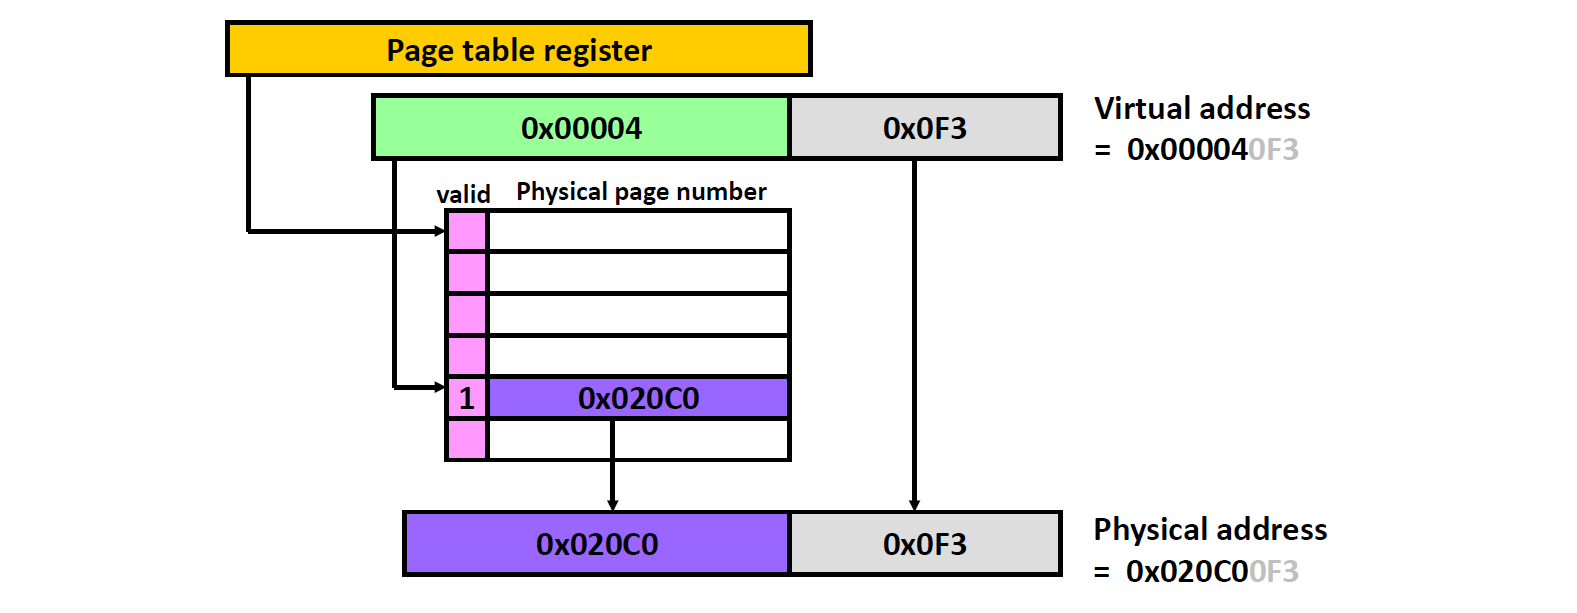 Page table register
0x00004
0x0F3
Virtual address
= 0x000040F3
valid
Physical page number
1
0x020C0
0x020C0
0x0F3
Physical address
= 0x020C00F3